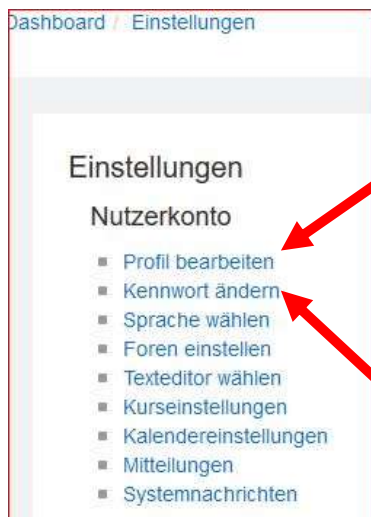 Dashboard / Einstellungen
Einstellungen
Nutzerkonto
Profil bearbeiten
Kennwort ändern
Sprache wählen
Foren einstellen
Texteditor wählen
Kurseinstellungen
Kalendereinstellungen
Mitteilungen
Systemnachrichten